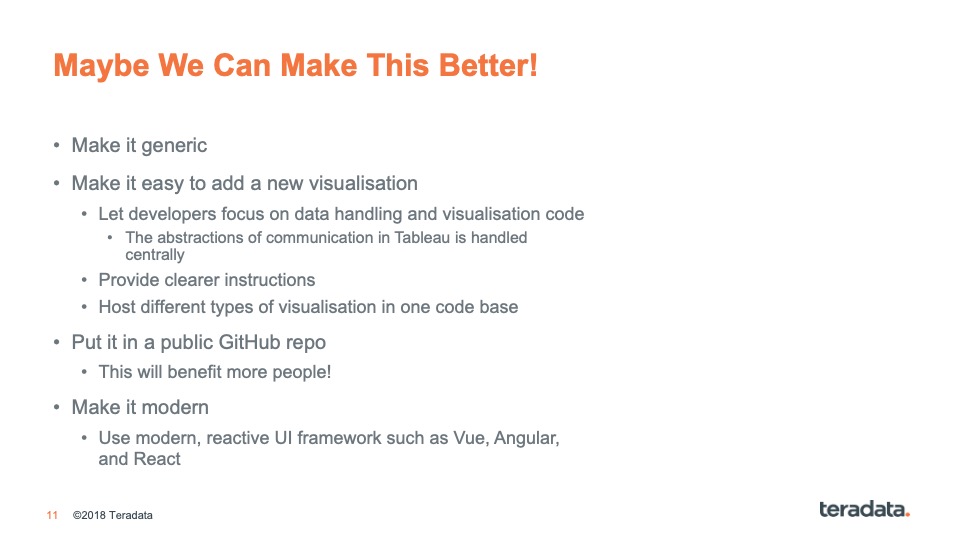 Maybe We Can Make This Better!
• Make it generic
• Make it easy to add a new visualisation
• Let developers focus on data handling and visualisation code
• The abstractions of communication in Tableau is handled
centrally
• Provide clearer instructions
• Host different types of visualisation in one code base
• Put it in a public GitHub repo
• This will benefit more people!
• Make it modern
• Use modern, reactive UI framework such as Vue, Angular,
and React
11 ©2018 Teradata
teradata.